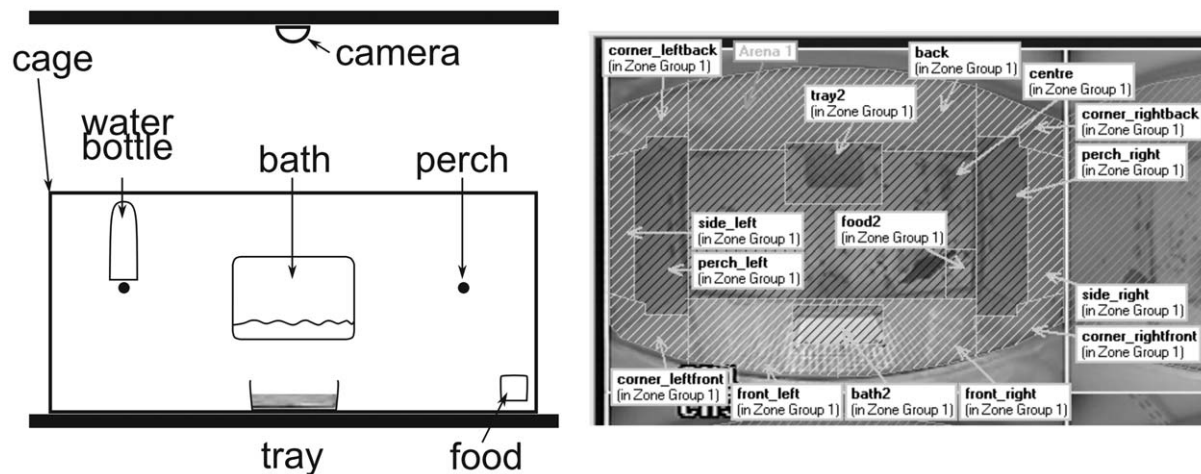 camera
cage
water
bottle
bath
perch
tray
food
corner_leftback
(in Zone Group 1)
Arena 1
back
(in Zone Group 1)
centre
(in Zone Group 1)
tray2
(in Zone Group 1)
corner_rightback
(in Zone Group 1)
perch_right
(in Zone Group 1)
side_left
(in Zone Group 1)
food2
(in Zone Group 1)
perch_left
(in Zone Group 1)
side_right
(in Zone Group 1)
corner_rightfront
(in Zone Group 1)
corner_leftfront
(in Zone Group 1)
front_left
(in Zone Group 1)
bath2
(in Zone Group 1)
front_right
(in Zone Group 1)